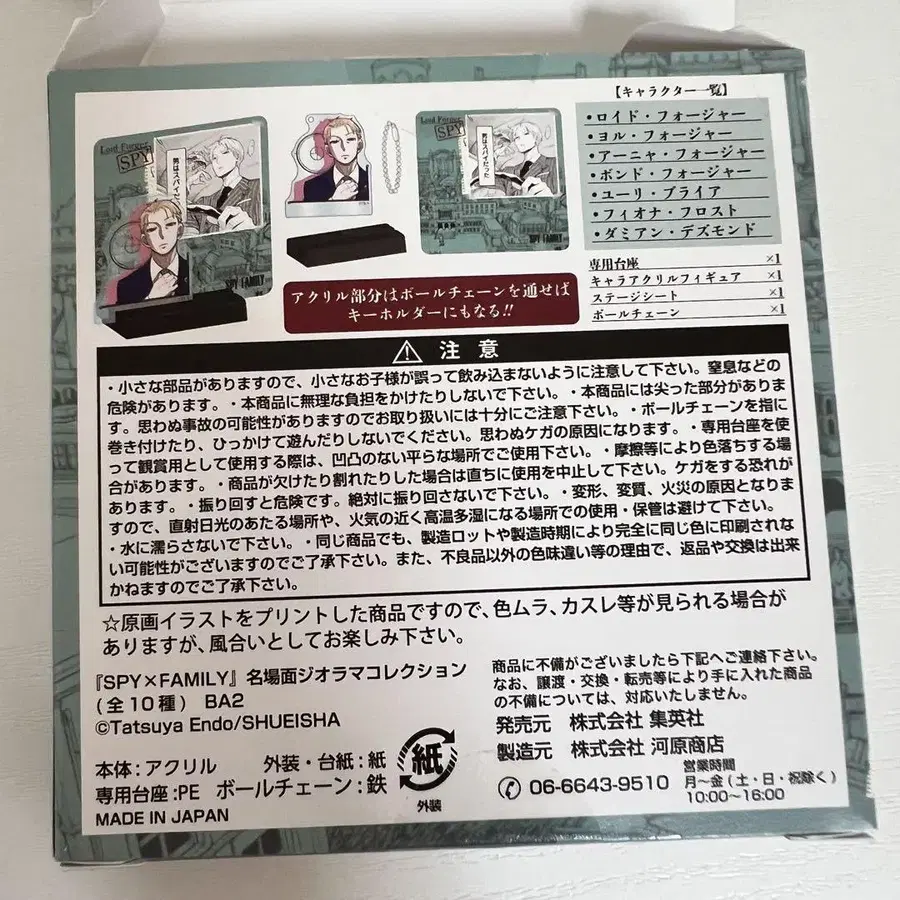 Loid Forger
SPY
男はスパイだった
SPY FAMILY
【キャラクター一覧】
・ロイド・フォージャー
・ヨル・フォージャー
・アーニャ・フォージャー
・ボンド・フォージャー
・ユーリ・ブライア
・フィオナ・フロスト
・ダミアン・デズモンド
専用台座 ×1
キャラアクリルフィギュア ×1
ステージシート ×1
ボールチェーン ×1
アクリル部分はボールチェーンを通せば
キーホルダーにもなる!!
注意
・小さな部品がありますので、小さなお子様が誤って飲み込まないように注意して下さい。窒息などの
危険があります。・本商品に無理な負担をかけたりしないで下さい。・本商品には尖った部分がありま
す。思わぬ事故の可能性がありますのでお取り扱いには十分にご注意下さい。・ボールチェーンを指に
巻き付けたり、ひっかけて遊んだりしないでください。思わぬケガの原因になります。・専用台座を使
って観賞用として使用する際は、凹凸のない平らな場所でご使用下さい。・摩擦等により色落ちする場
合があります。・商品が欠けたり割れたりした場合は直ちに使用を中止して下さい。ケガをする恐れが
あります。・振り回すと危険です。絶対に振り回さないで下さい。・変形、変質、火災の原因となりま
すので、直射日光のあたる場所や、火気の近く高温多湿になる場所での使用・保管は避けて下さい。
・水に濡らさないで下さい。・同じ商品でも、製造ロットや製造時期により完全に同じ色に印刷されな
い可能性がございますのでご了承下さい。また、不良品以外の色味違い等の理由で、返品や交換は出来
かねますのでご了承下さい。
☆原画イラストをプリントした商品ですので、色ムラ、カスレ等が見られる場合が
ありますが、風合いとしてお楽しみ下さい。
『SPY×FAMILY』名場面ジオラマコレクション
(全10種) BA2
©Tatsuya Endo/SHUEISHA
商品に不備がございましたら下記へご連絡下さい。
なお、譲渡・交換・転売等により手に入れた商品
の不備については、対応いたしません。
発売元 株式会社 集英社
製造元 株式会社 河原商店
06-6643-9510
営業時間
月〜金(土・日・祝除く)
10:00〜16:00
本体:アクリル 外装・台紙:紙
専用台座:PE ボールチェーン:鉄
MADE IN JAPAN
紙
外装